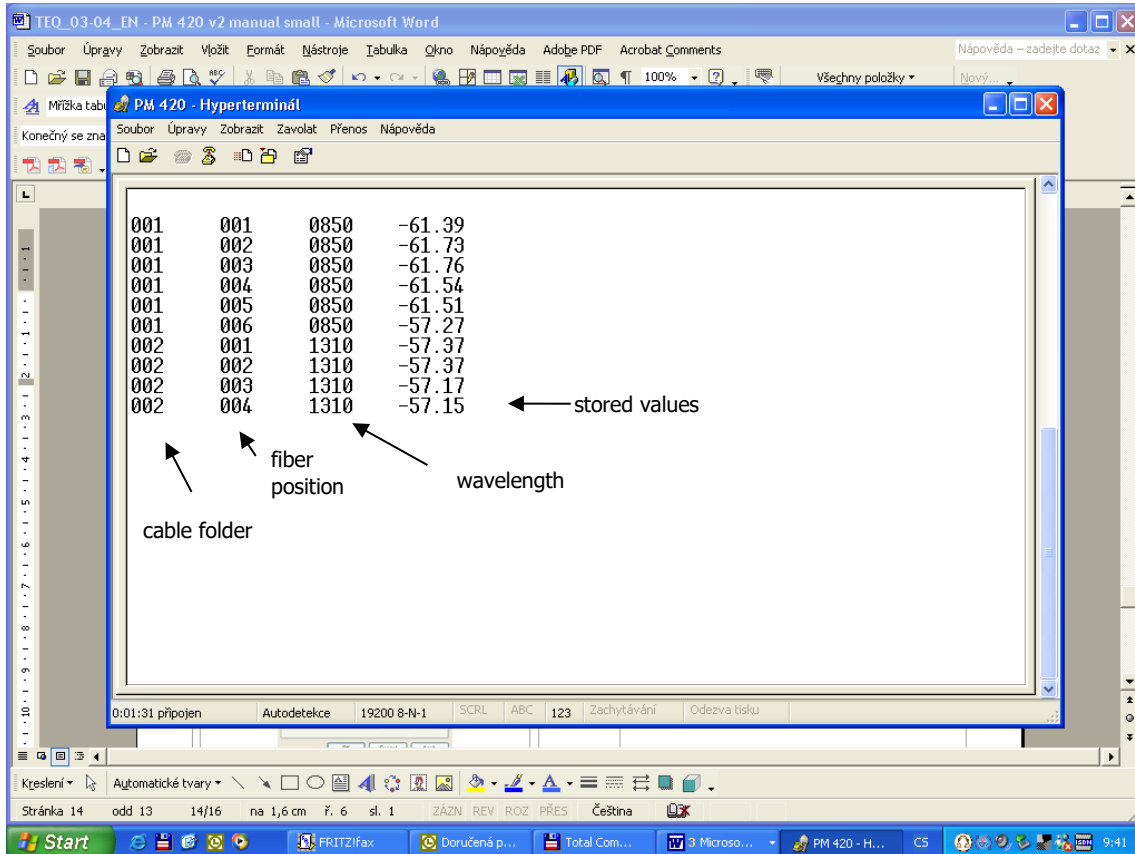 TEQ_03-04_EN - PM 420 v2 manual small - Microsoft Word
Soubor Úpravy Zobrazit Vložit Formát Nástroje Tabulka Okno Nápověda Adobe PDF Acrobat Comments Nápověda – zadejte dotaz
100% Všechny položky Nový...
Mřížka tabu
Konečný se zna
PM 420 - Hyperterminál
Soubor Úpravy Zobrazit Zavolat Přenos Nápověda
001 001 0850 -61.39
001 002 0850 -61.73
001 003 0850 -61.76
001 004 0850 -61.54
001 005 0850 -61.51
001 006 0850 -57.27
002 001 1310 -57.37
002 002 1310 -57.37
002 003 1310 -57.17
002 004 1310 -57.15
stored values
fiber
position
wavelength
cable folder
0:01:31 připojen Autodetekce 19200 8-N-1 SCRL ABC 123 Zachytávání Odezva tisku
Kreslení Automatické tvary
Stránka 14 odd 13 14/16 na 1,6 cm ř. 6 sl. 1 ZÁZN REV ROZ PŘES Čeština
Start FRITZ!fax Doručená p... Total Com... 3 Microso... PM 420 - H... CS 9:41